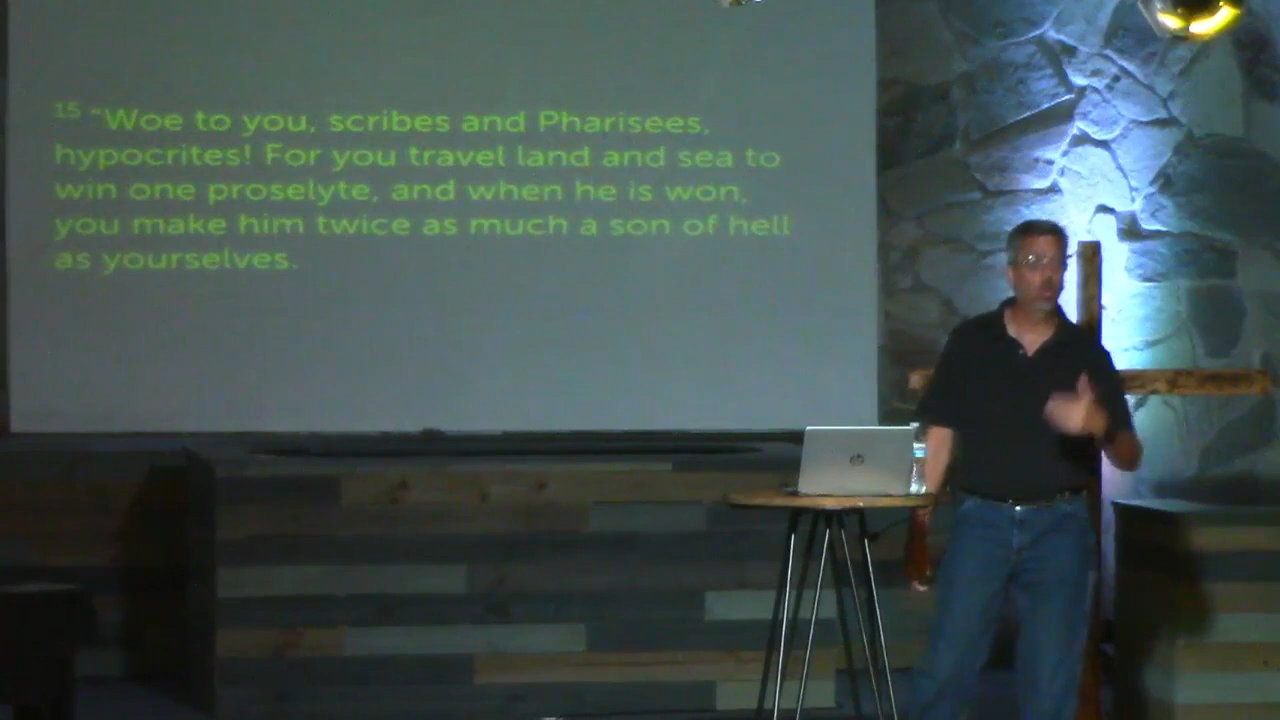 15 "Woe to you, scribes and Pharisees,
hypocrites! For you travel land and sea to
win one proselyte, and when he is won,
you make him twice as much a son of hell
as yourselves.
hp